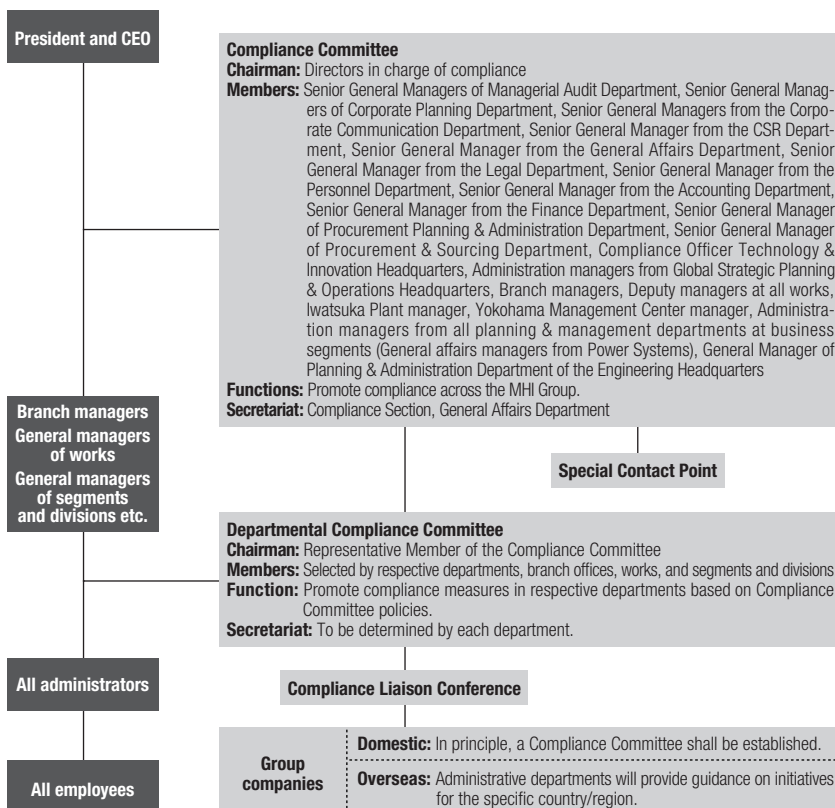 President and CEO
Compliance Committee
Chairman: Directors in charge of compliance
Members: Senior General Managers of Managerial Audit Department, Senior General Manag-
ers of Corporate Planning Department, Senior General Managers from the Corpo-
rate Communication Department, Senior General Manager from the CSR Depart-
ment, Senior General Manager from the General Affairs Department, Senior
General Manager from the Legal Department, Senior General Manager from the
Personnel Department, Senior General Manager from the Accounting Department,
Senior General Manager from the Finance Department, Senior General Manager
of Procurement Planning & Administration Department, Senior General Manager
of Procurement & Sourcing Department, Compliance Officer Technology &
Innovation Headquarters, Administration managers from Global Strategic Planning
& Operations Headquarters, Branch managers, Deputy managers at all works,
Iwatsuka Plant manager, Yokohama Management Center manager, Administra-
tion managers from all planning & management departments at business
segments (General affairs managers from Power Systems), General Manager of
Planning & Administration Department of the Engineering Headquarters
Functions: Promote compliance across the MHI Group.
Secretariat: Compliance Section, General Affairs Department
Branch managers
General managers
of works
General managers
of segments
and divisions etc.
Special Contact Point
Departmental Compliance Committee
Chairman: Representative Member of the Compliance Committee
Members: Selected by respective departments, branch offices, works, and segments and divisions
Function: Promote compliance measures in respective departments based on Compliance
Committee policies.
Secretariat: To be determined by each department.
All administrators
Compliance Liaison Conference
Group
companies
Domestic: In principle, a Compliance Committee shall be established.
Overseas: Administrative departments will provide guidance on initiatives
for the specific country/region.
All employees